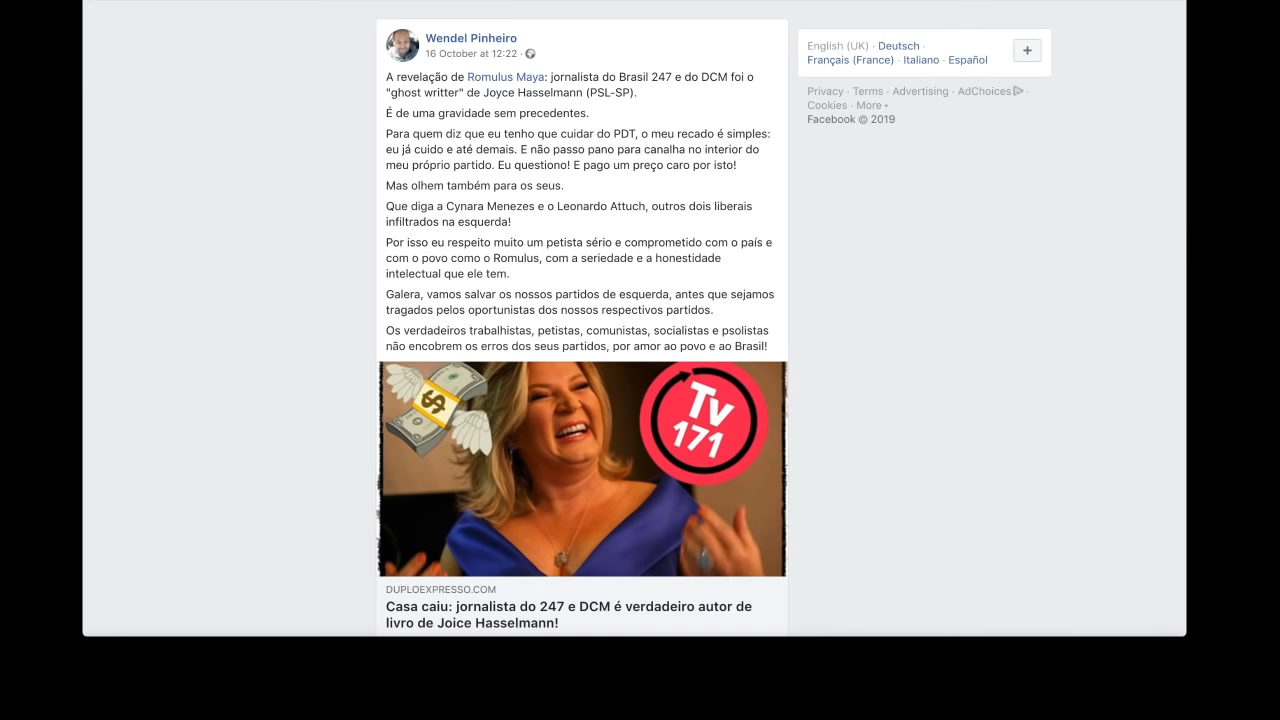 Wendel Pinheiro
16 October at 12:22 ·
A revelação de Romulus Maya: jornalista do Brasil 247 e do DCM foi o
"ghost writter" de Joyce Hasselmann (PSL-SP).
É de uma gravidade sem precedentes.
Para quem diz que eu tenho que cuidar do PDT, o meu recado é simples:
eu já cuido e até demais. E não passo pano para canalha no interior do
meu próprio partido. Eu questiono! E pago um preço caro por isto!
Mas olhem também para os seus.
Que diga a Cynara Menezes e o Leonardo Attuch, outros dois liberais
infiltrados na esquerda!
Por isso eu respeito muito um petista sério e comprometido com o país e
com o povo como o Romulus, com a seriedade e a honestidade
intelectual que ele tem.
Galera, vamos salvar os nossos partidos de esquerda, antes que sejamos
tragados pelos oportunistas dos nossos respectivos partidos.
Os verdadeiros trabalhistas, petistas, comunistas, socialistas e psolistas
não encobrem os erros dos seus partidos, por amor ao povo e ao Brasil!
$
Tv
171
DUPLOEXPRESSO.COM
Casa caiu: jornalista do 247 e DCM é verdadeiro autor de
livro de Joice Hasselmann!
English (UK) · Deutsch ·
Français (France) · Italiano · Español
+
Privacy · Terms · Advertising · AdChoices ·
Cookies · More
Facebook © 2019